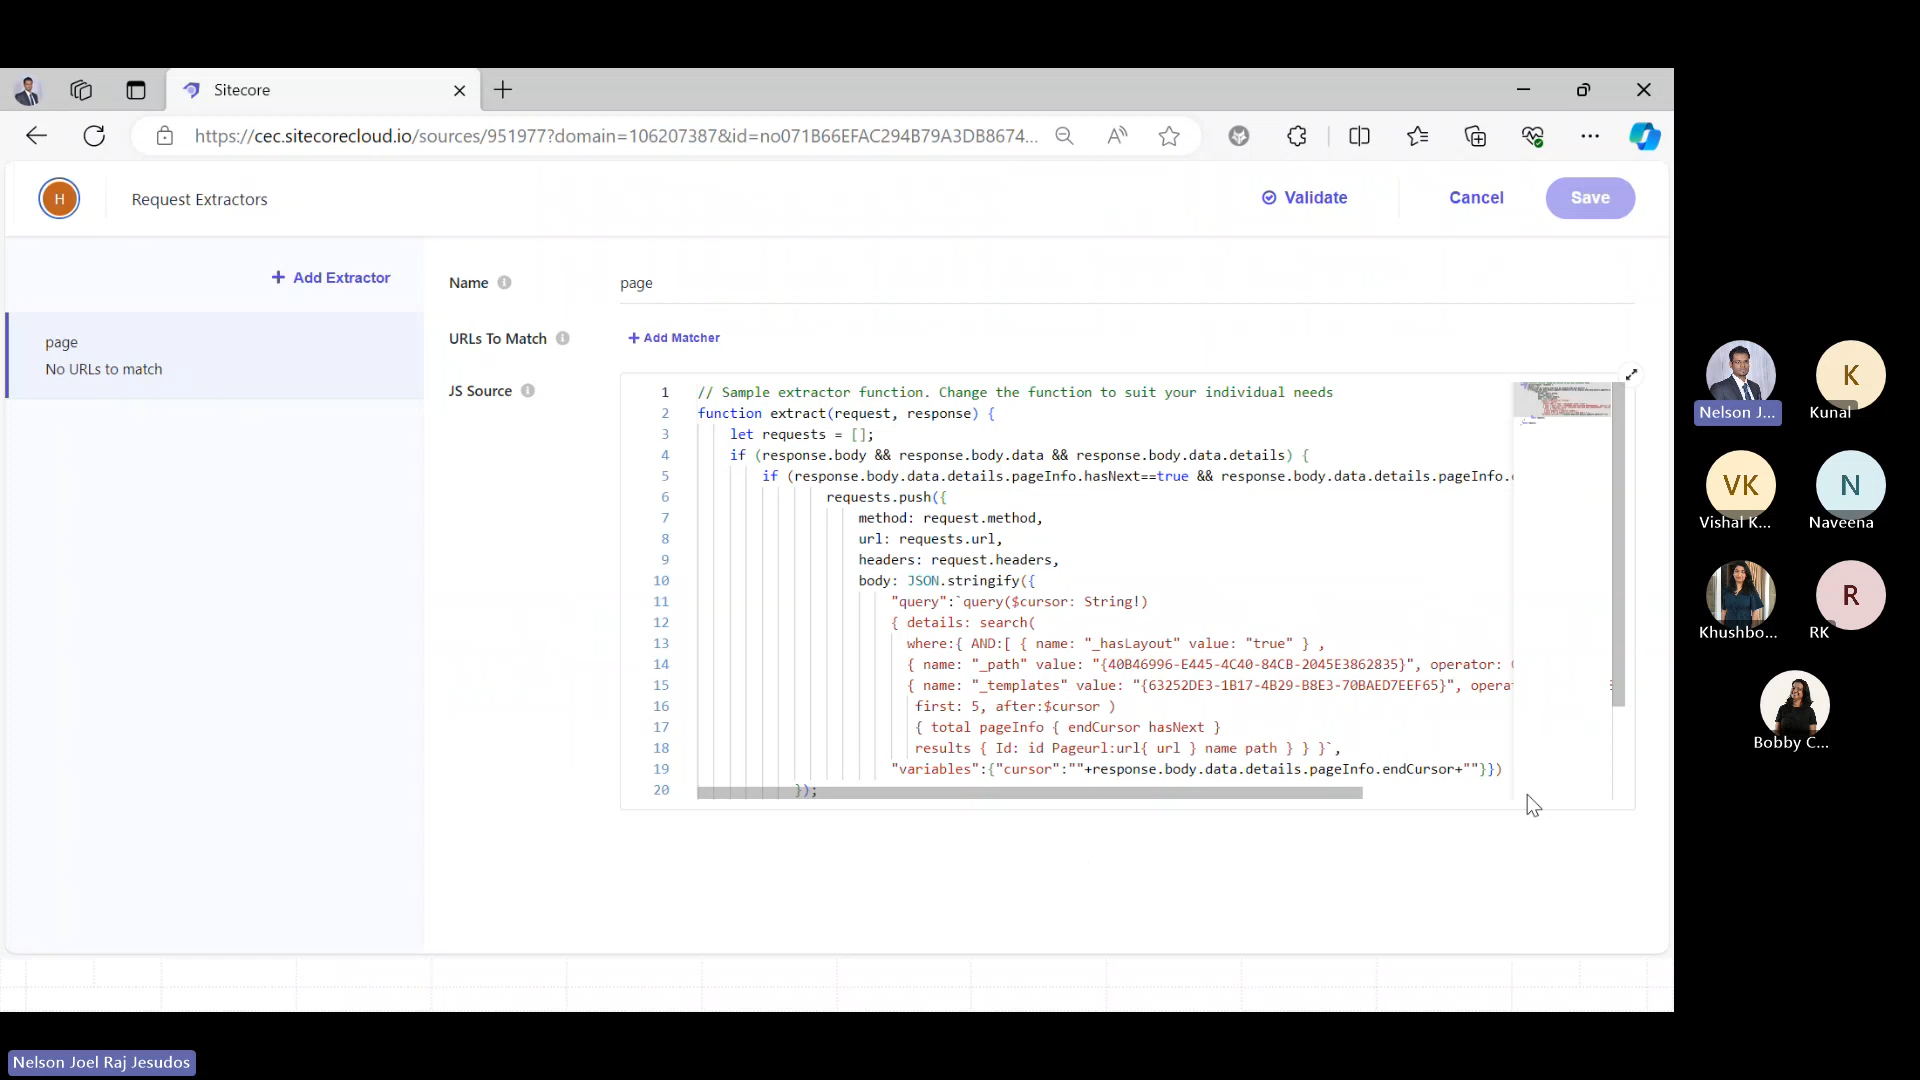 Sitecore
https://cec.sitecorecloud.io/sources/951977?domain=106207387&id=no071B66EFAC294B79A3DB8674...
H
Request Extractors
Validate
Cancel
Save
+ Add Extractor
page
No URLs to match
Name
page
URLs To Match
+ Add Matcher
JS Source
1 // Sample extractor function. Change the function to suit your individual needs
2 function extract(request, response) {
3 let requests = [];
4 if (response.body && response.body.data && response.body.data.details) {
5 if (response.body.data.details.pageInfo.hasNext==true && response.body.data.details.pageInfo.
6 requests.push({
7 method: request.method,
8 url: requests.url,
9 headers: request.headers,
10 body: JSON.stringify({
11 "query":`query($cursor: String!)
12 { details: search(
13 where:{ AND:[ { name: "_hasLayout" value: "true" } ,
14 { name: "_path" value: "{40B46996-E445-4C40-84CB-2045E3862835}", operator:
15 { name: "_templates" value: "{63252DE3-1B17-4B29-B8E3-70BAED7EEF65}", opera
16 first: 5, after:$cursor )
17 { total pageInfo { endCursor hasNext }
18 results { Id: id Pageurl:url{ url } name path } } }`,
19 "variables":{"cursor":""+response.body.data.details.pageInfo.endCursor+""}})
20 });
Nelson J...
K
Kunal
VK
Vishal K...
N
Naveena
Khushbo...
R
RK
Bobby C...
Nelson Joel Raj Jesudos